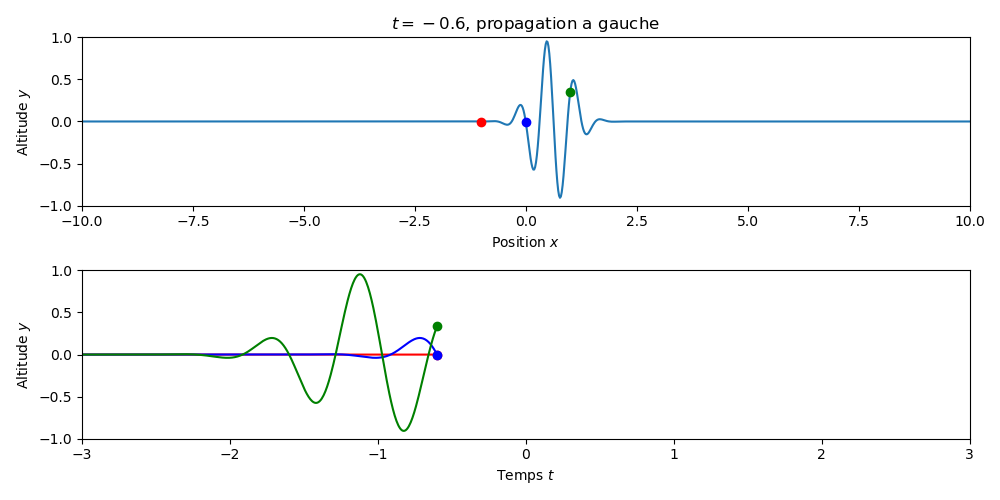 t = −0.6, propagation a gauche
Altitude y
1.0
0.5
0.0
−0.5
−1.0
−10.0 −7.5 −5.0 −2.5 0.0 2.5 5.0 7.5 10.0
Position x
Altitude y
1.0
0.5
0.0
−0.5
−1.0
−3 −2 −1 0 1 2 3
Temps t